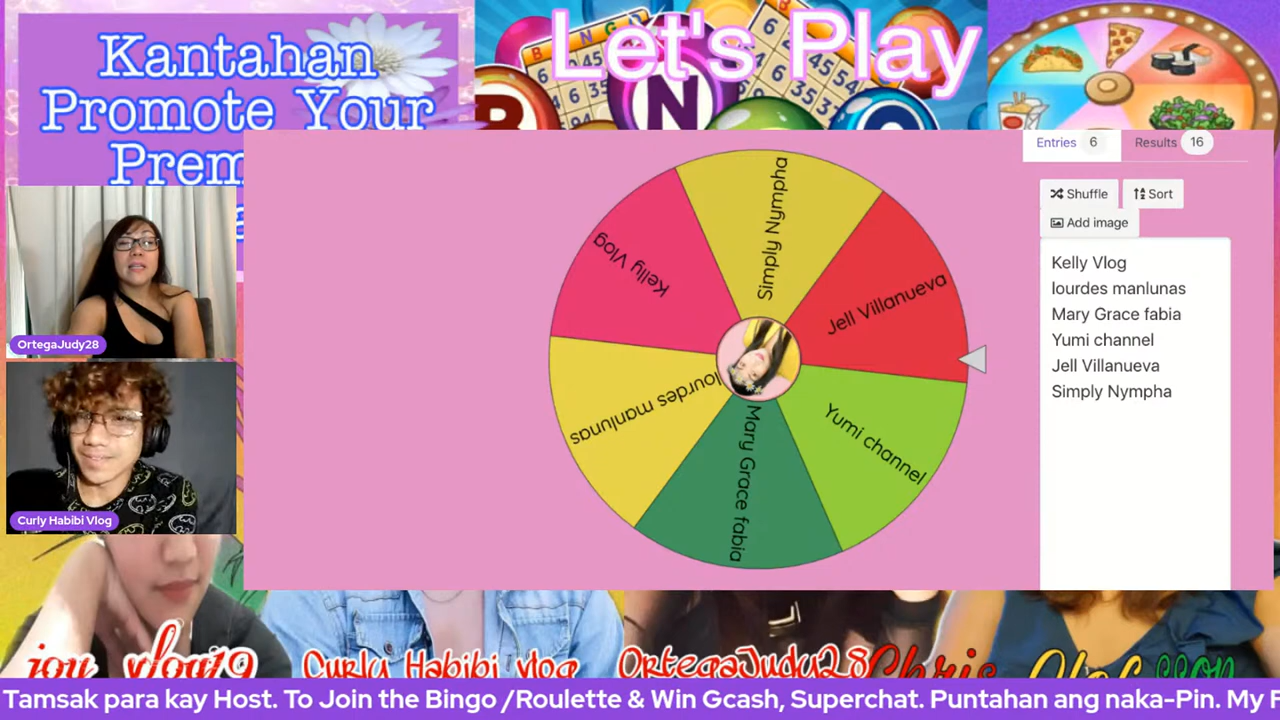 Kantahan
Promote Your
Prem
Let's Play
B N G
N
Entries 6
Results 16
Shuffle
Sort
Add image
Kelly Vlog
lourdes manlunas
Mary Grace fabia
Yumi channel
Jell Villanueva
Simply Nympha
Simply Nympha
Jell Villanueva
Yumi channel
Mary Grace fabia
lourdes manlunas
Kelly Vlog
OrtegaJudy28
Curly Habibi Vlog
joy vlog19
Curly Habibi vlog
OrtegaJudy28
Chris
Tamsak para kay Host. To Join the Bingo /Roulette & Win Gcash, Superchat. Puntahan ang naka-Pin. My